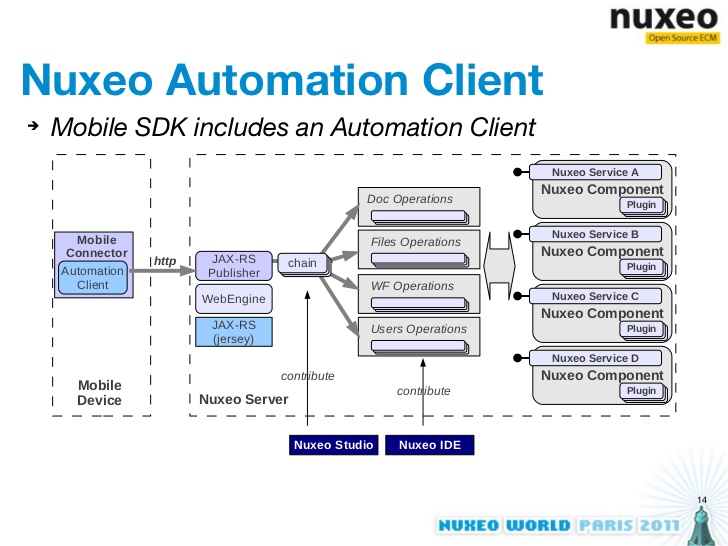 nuxeo
Open Source ECM
Nuxeo Automation Client
➔ Mobile SDK includes an Automation Client
Mobile
Connector
Automation
Client
http
Mobile
Device
JAX-RS
Publisher
chain
WebEngine
JAX-RS
(jersey)
Nuxeo Server
Doc Operations
Files Operations
WF Operations
Users Operations
contribute
contribute
Nuxeo Service A
Nuxeo Component
Plugin
Nuxeo Service B
Nuxeo Component
Plugin
Nuxeo Service C
Nuxeo Component
Plugin
Nuxeo Service D
Nuxeo Component
Plugin
Nuxeo Studio
Nuxeo IDE
14
NUXEO WORLD PARIS 2011